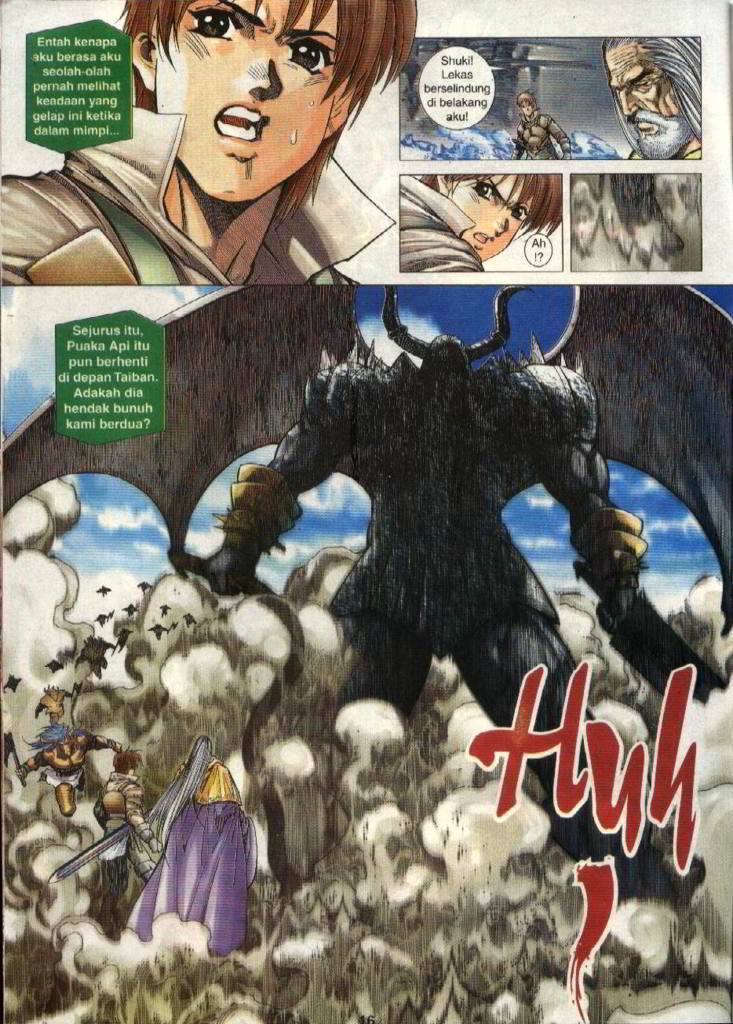 Entah kenapa
aku berasa aku
seolah-olah
pernah melihat
keadaan yang
gelap ini ketika
dalam mimpi...
Shuki!
Lekas
berselindung
di belakang
aku!
Ah
!?
Sejurus itu,
Puaka Api itu
pun berhenti
di depan Taiban.
Adakah dia
hendak bunuh
kami berdua?
Huh
!
16